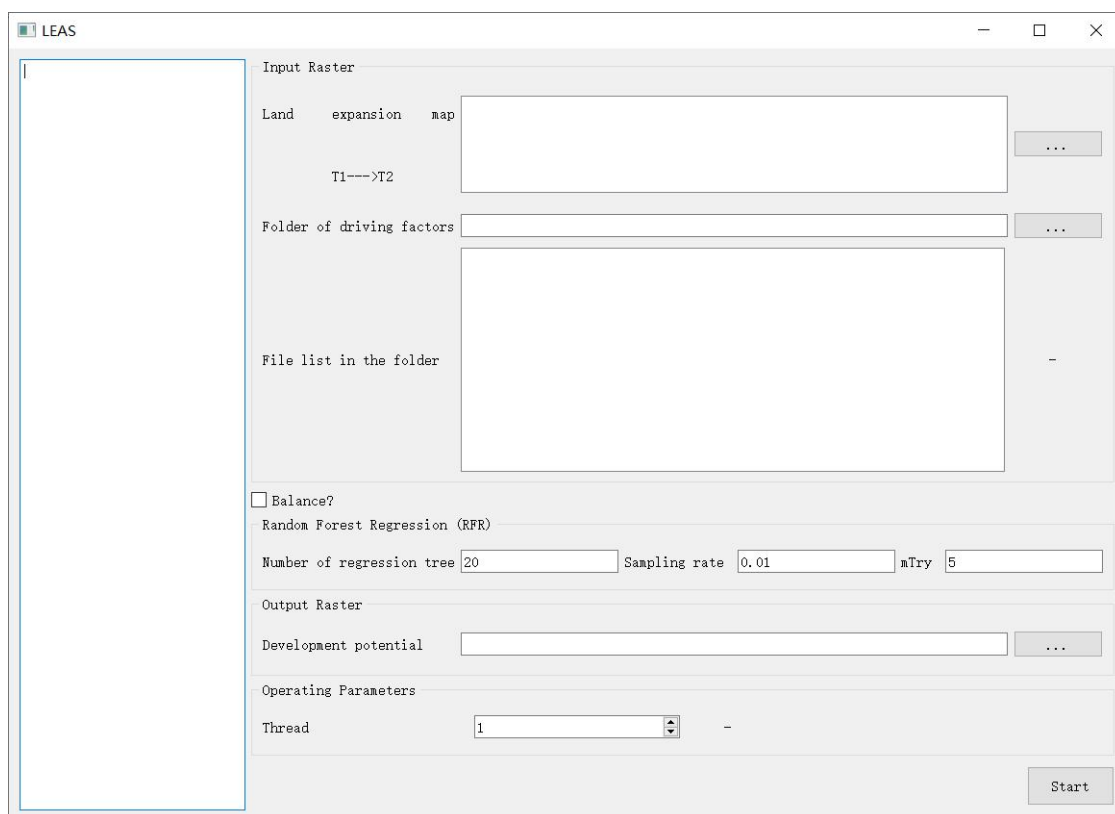 LEAS
Input Raster
Land expansion map
...
T1--->T2
Folder of driving factors
...
File list in the folder
-
Balance?
Random Forest Regression (RFR)
Number of regression tree 20 Sampling rate 0.01 mTry 5
Output Raster
Development potential
...
Operating Parameters
Thread 1 -
Start